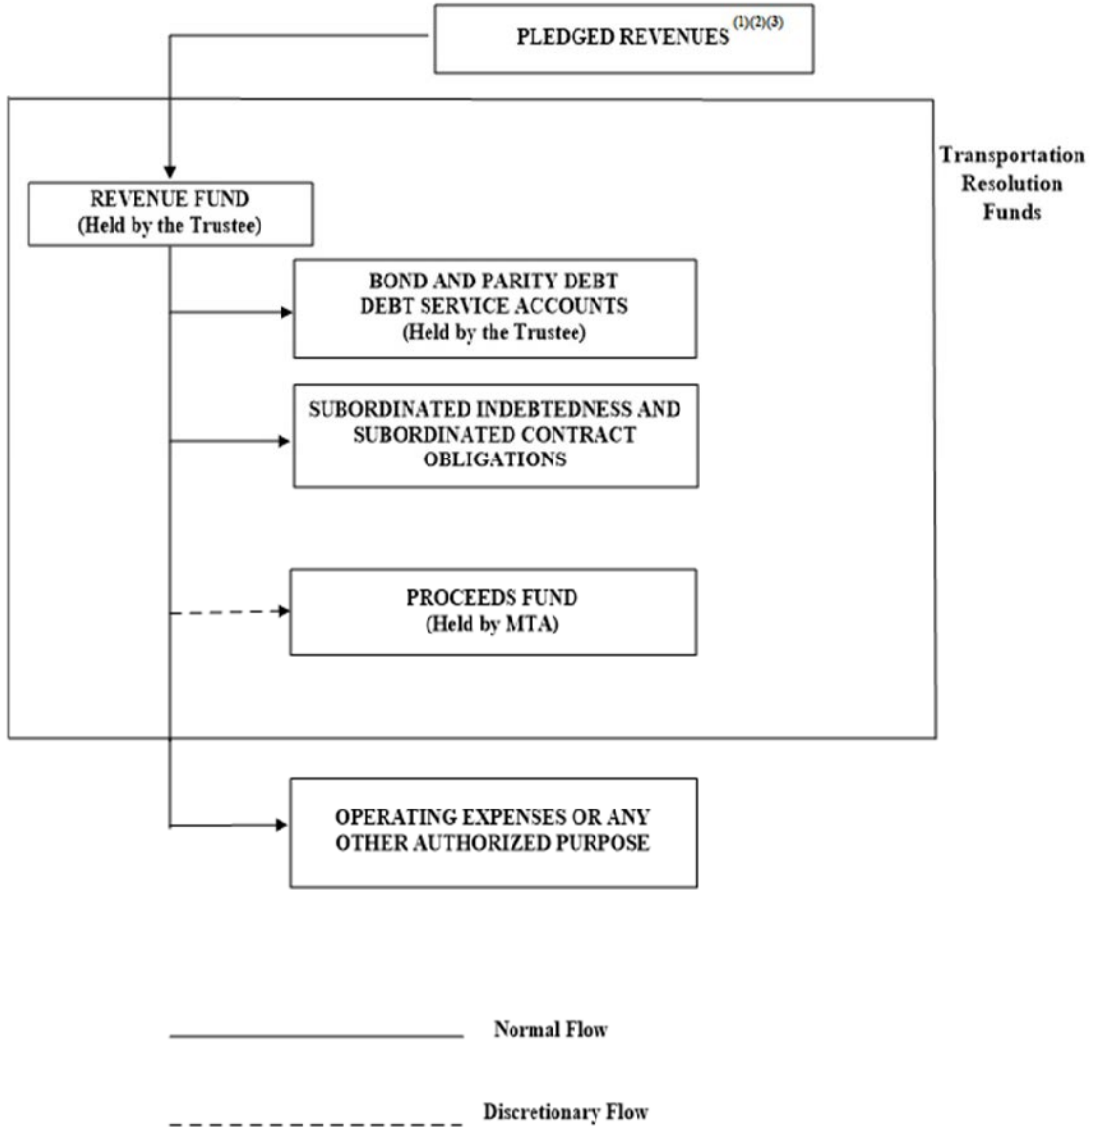 PLEDGED REVENUES (1)(2)(3)
Transportation
Resolution
Funds
REVENUE FUND
(Held by the Trustee)
BOND AND PARITY DEBT
DEBT SERVICE ACCOUNTS
(Held by the Trustee)
SUBORDINATED INDEBTEDNESS AND
SUBORDINATED CONTRACT
OBLIGATIONS
PROCEEDS FUND
(Held by MTA)
OPERATING EXPENSES OR ANY
OTHER AUTHORIZED PURPOSE
Normal Flow
Discretionary Flow